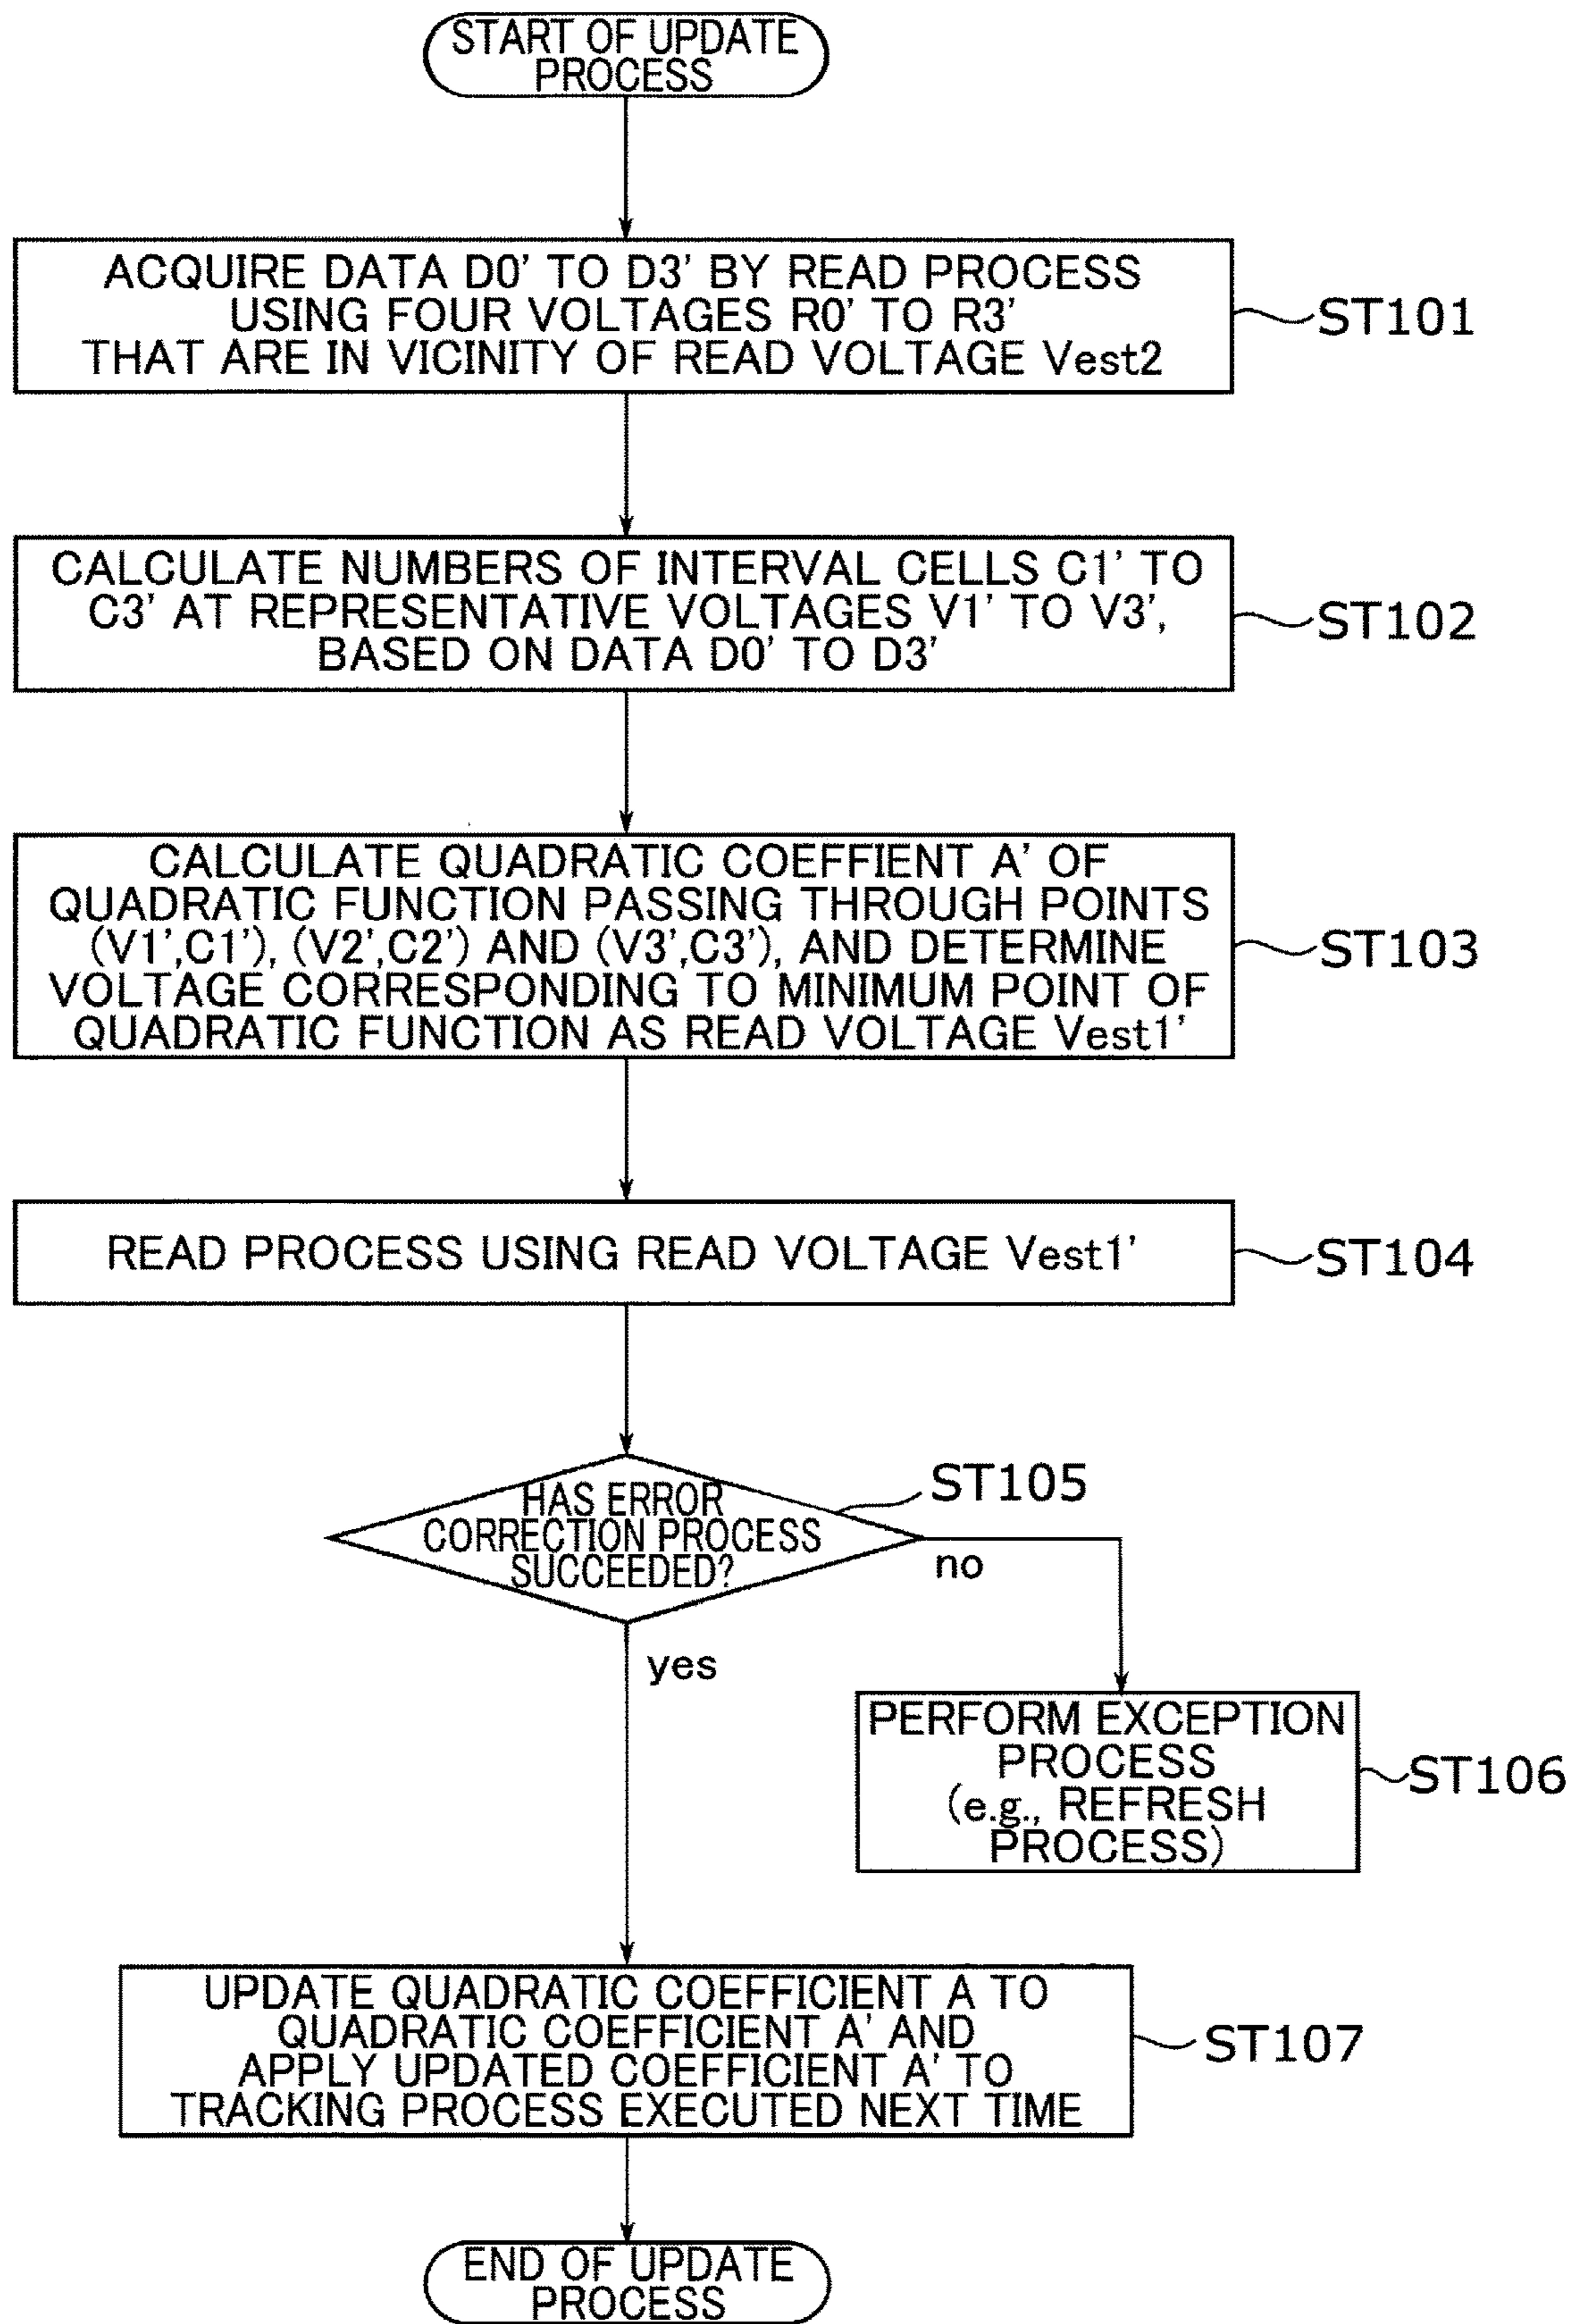 START OF UPDATE
PROCESS
ACQUIRE DATA D0' TO D3' BY READ PROCESS
USING FOUR VOLTAGES R0' TO R3'
THAT ARE IN VICINITY OF READ VOLTAGE Vest2
ST101
CALCULATE NUMBERS OF INTERVAL CELLS C1' TO
C3' AT REPRESENTATIVE VOLTAGES V1' TO V3',
BASED ON DATA D0' TO D3'
ST102
CALCULATE QUADRATIC COEFFIENT A' OF
QUADRATIC FUNCTION PASSING THROUGH POINTS
(V1',C1'), (V2',C2') AND (V3',C3'), AND DETERMINE
VOLTAGE CORRESPONDING TO MINIMUM POINT OF
QUADRATIC FUNCTION AS READ VOLTAGE Vest1'
ST103
READ PROCESS USING READ VOLTAGE Vest1'
ST104
HAS ERROR
CORRECTION PROCESS
SUCCEEDED?
ST105
no
yes
PERFORM EXCEPTION
PROCESS
(e.g., REFRESH
PROCESS)
ST106
UPDATE QUADRATIC COEFFICIENT A TO
QUADRATIC COEFFICIENT A' AND
APPLY UPDATED COEFFICIENT A' TO
TRACKING PROCESS EXECUTED NEXT TIME
ST107
END OF UPDATE
PROCESS